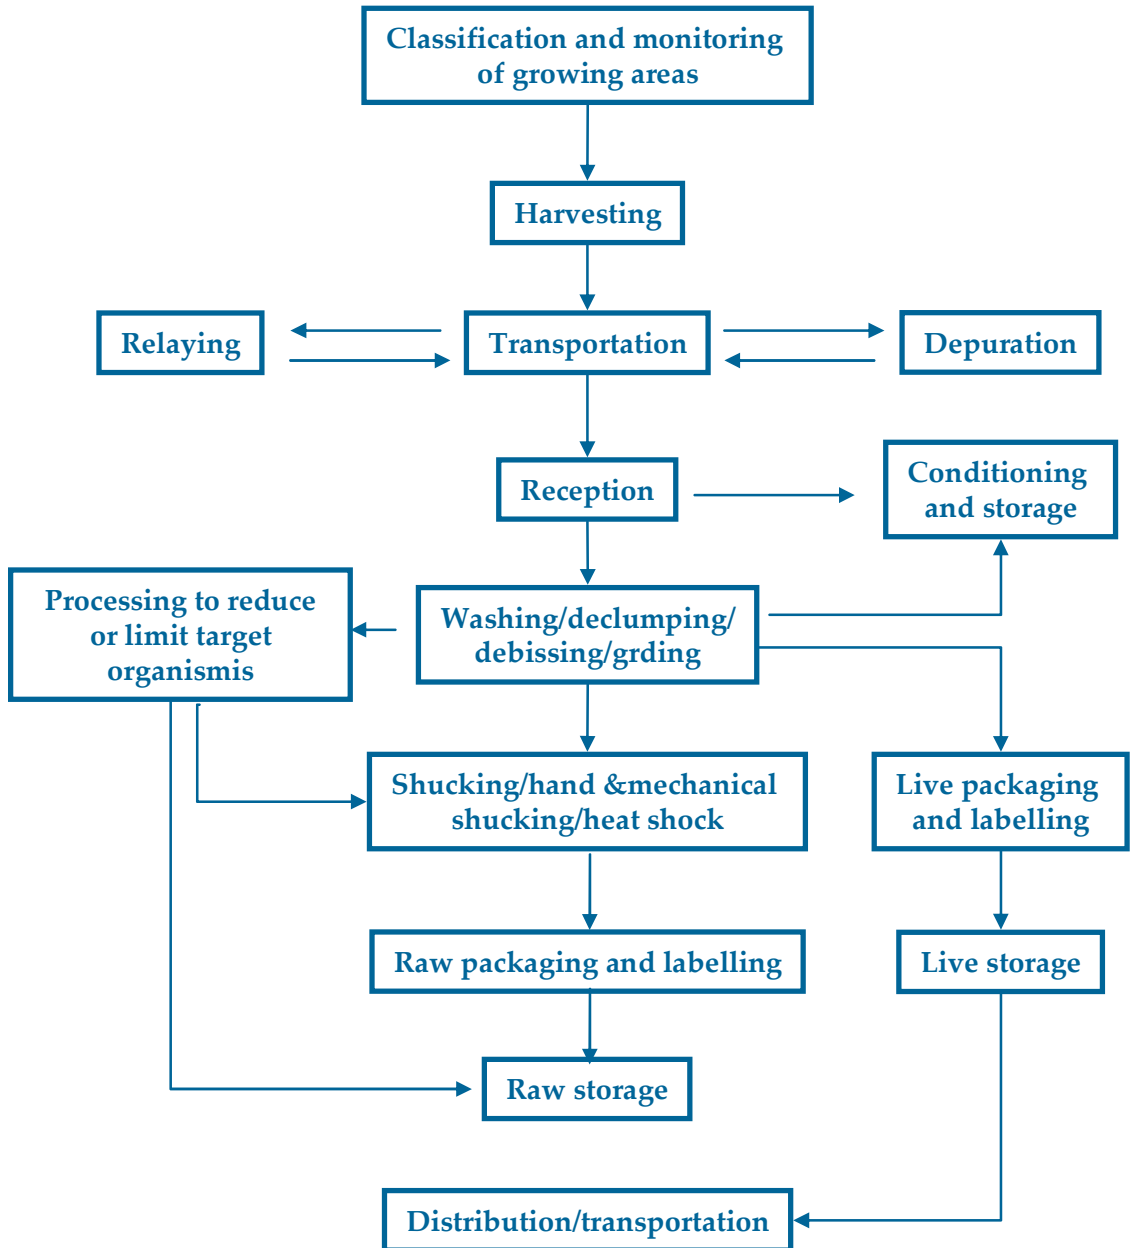 Classification and monitoring
of growing areas
Harvesting
Relaying
Transportation
Depuration
Reception
Conditioning
and storage
Processing to reduce
or limit target
organismis
Washing/declumping/
debissing/grding
Shucking/hand &mechanical
shucking/heat shock
Live packaging
and labelling
Raw packaging and labelling
Live storage
Raw storage
Distribution/transportation